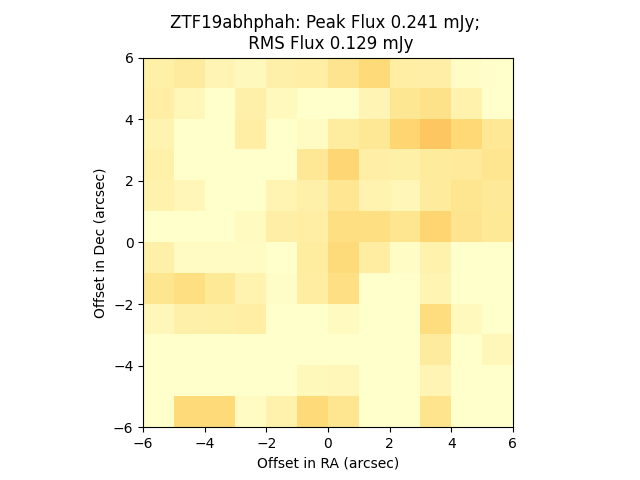 ZTF19abhphah: Peak Flux 0.241 mJy;
RMS Flux 0.129 mJy
6
4
2
0
−2
−4
−6
Offset in Dec (arcsec)
−6 −4 −2 0 2 4 6
Offset in RA (arcsec)